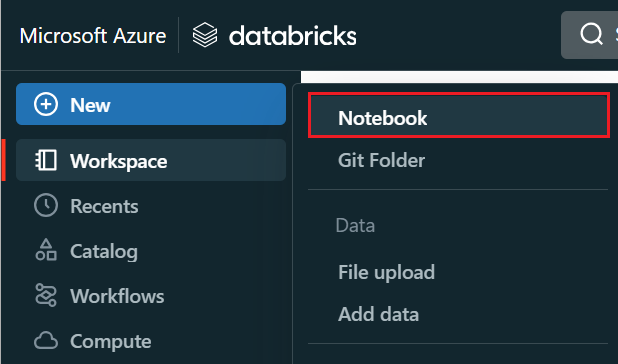 Microsoft Azure databricks
New
Workspace
Recents
Catalog
Workflows
Compute
Notebook
Git Folder
Data
File upload
Add data